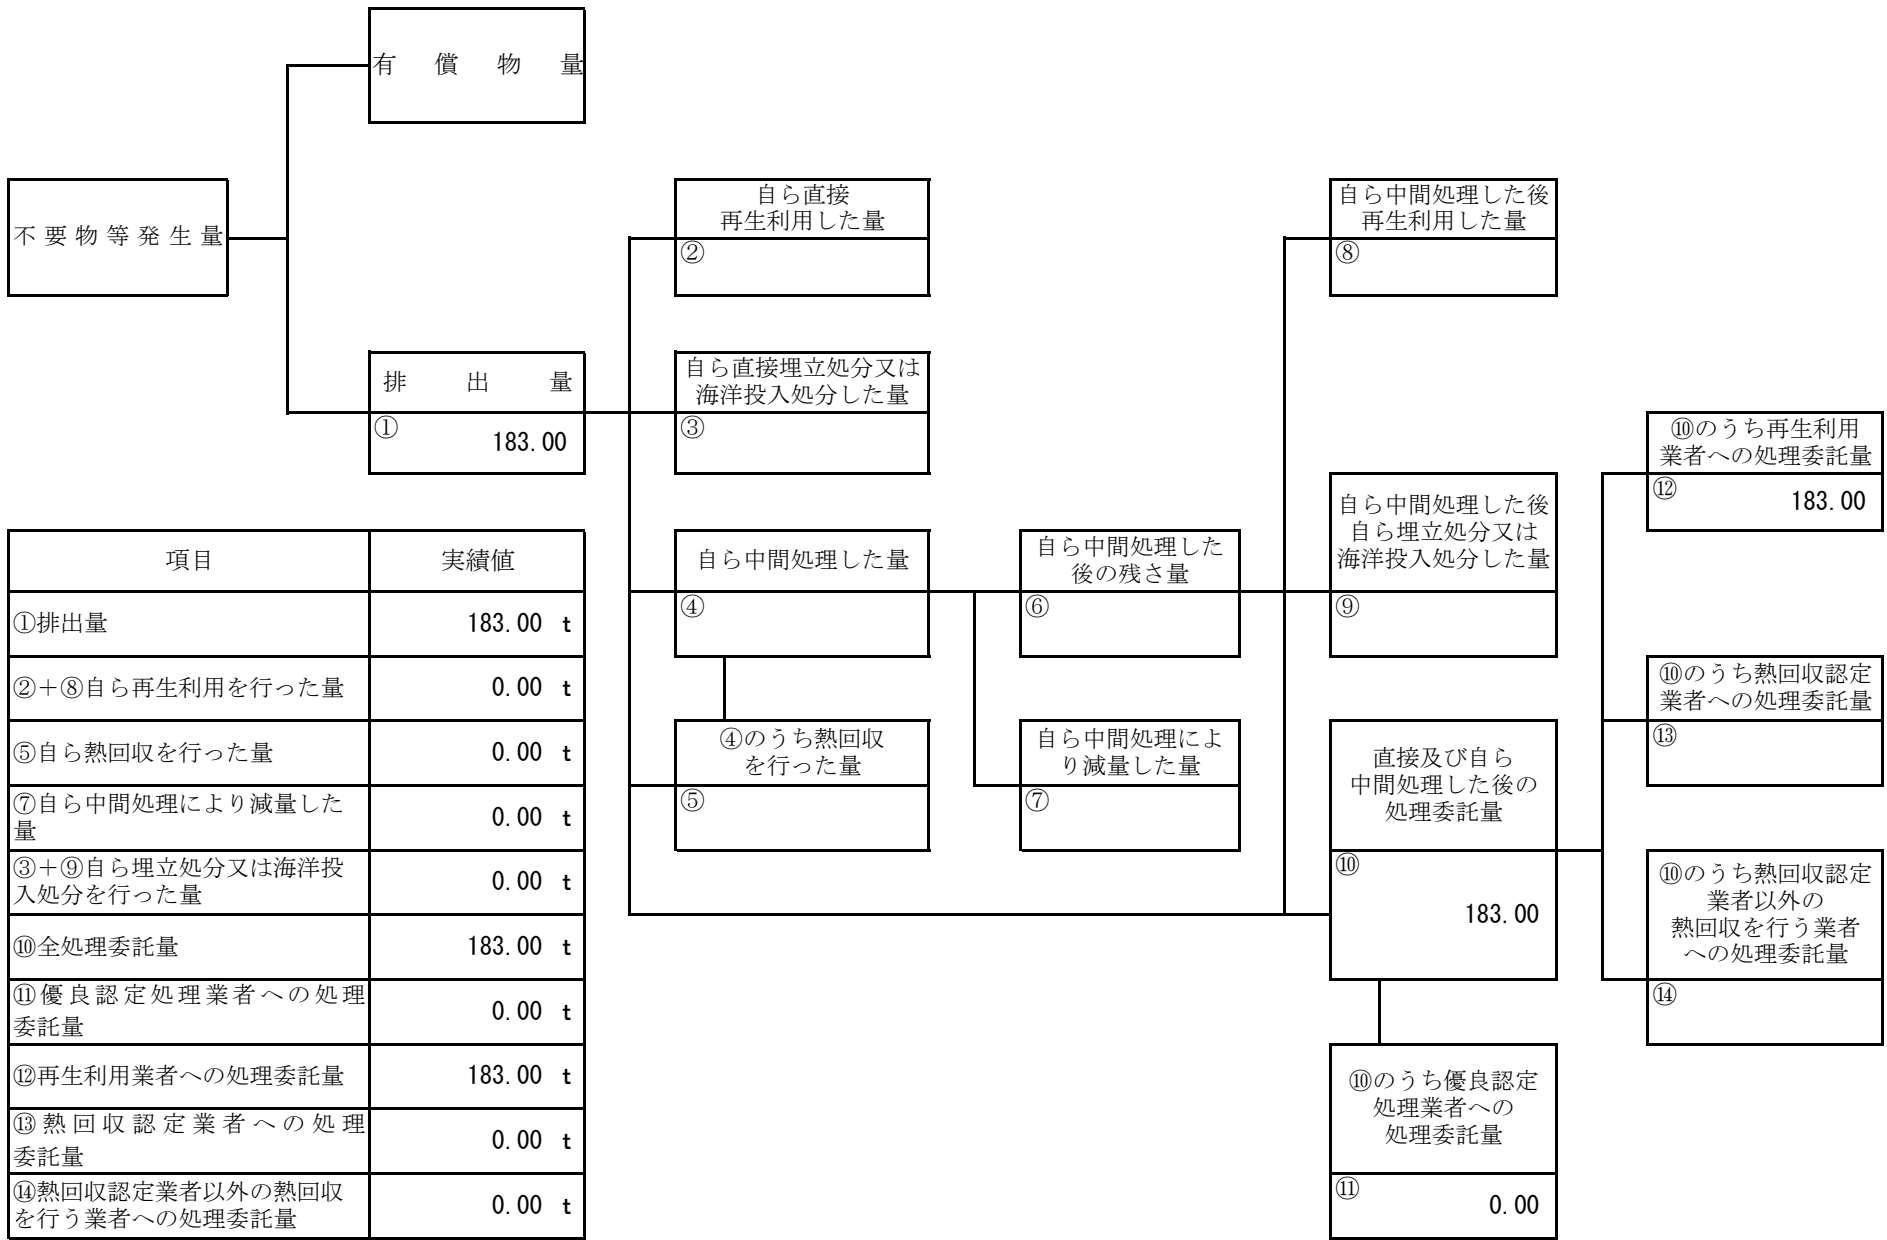 有償物量
不要物等発生量
排出量
①
183.00
自ら直接
再生利用した量
②
自ら直接埋立処分又は
海洋投入処分した量
③
自ら中間処理した量
④
④のうち熱回収
を行った量
⑤
自ら中間処理した
後の残さ量
⑥
自ら中間処理によ
り減量した量
⑦
自ら中間処理した後
再生利用した量
⑧
自ら中間処理した後
自ら埋立処分又は
海洋投入処分した量
⑨
直接及び自ら
中間処理した後の
処理委託量
⑩
183.00
⑩のうち優良認定
処理業者への
処理委託量
⑪
0.00
⑩のうち再生利用
業者への処理委託量
⑫
183.00
⑩のうち熱回収認定
業者への処理委託量
⑬
⑩のうち熱回収認定
業者以外の
熱回収を行う業者
への処理委託量
⑭
項目 実績値
①排出量 183.00 t
②＋⑧自ら再生利用を行った量 0.00 t
⑤自ら熱回収を行った量 0.00 t
⑦自ら中間処理により減量した
量 0.00 t
③＋⑨自ら埋立処分又は海洋投
入処分を行った量 0.00 t
⑩全処理委託量 183.00 t
⑪優良認定処理業者への処理
委託量 0.00 t
⑫再生利用業者への処理委託量 183.00 t
⑬熱回収認定業者への処理
委託量 0.00 t
⑭熱回収認定業者以外の熱回収
を行う業者への処理委託量 0.00 t